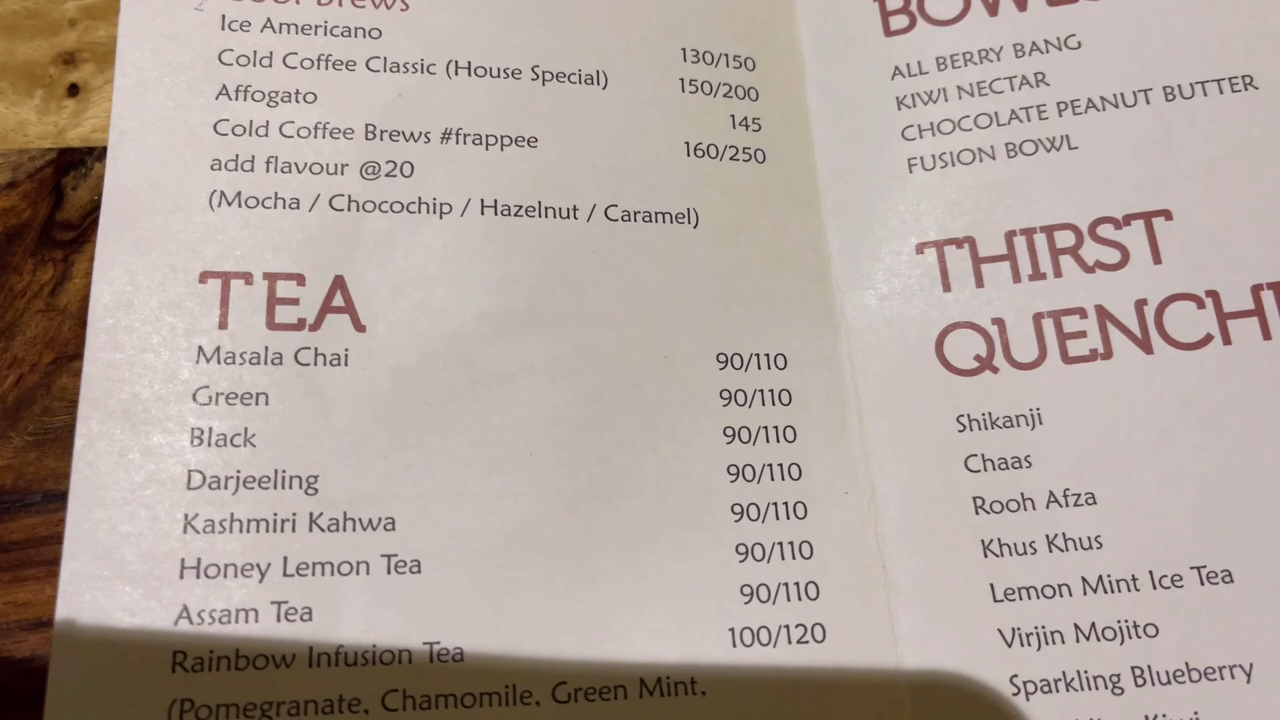 Brews
Ice Americano 130/150
Cold Coffee Classic (House Special) 150/200
Affogato 145
Cold Coffee Brews #frappee 160/250
add flavour @20
(Mocha / Chocochip / Hazelnut / Caramel)
TEA
Masala Chai 90/110
Green 90/110
Black 90/110
Darjeeling 90/110
Kashmiri Kahwa 90/110
Honey Lemon Tea 90/110
Assam Tea 90/110
Rainbow Infusion Tea 100/120
(Pomegranate, Chamomile, Green Mint,
ALL BERRY BANG
KIWI NECTAR
CHOCOLATE PEANUT BUTTER
FUSION BOWL
THIRST
QUENCH
Shikanji
Chaas
Rooh Afza
Khus Khus
Lemon Mint Ice Tea
Virjin Mojito
Sparkling Blueberry